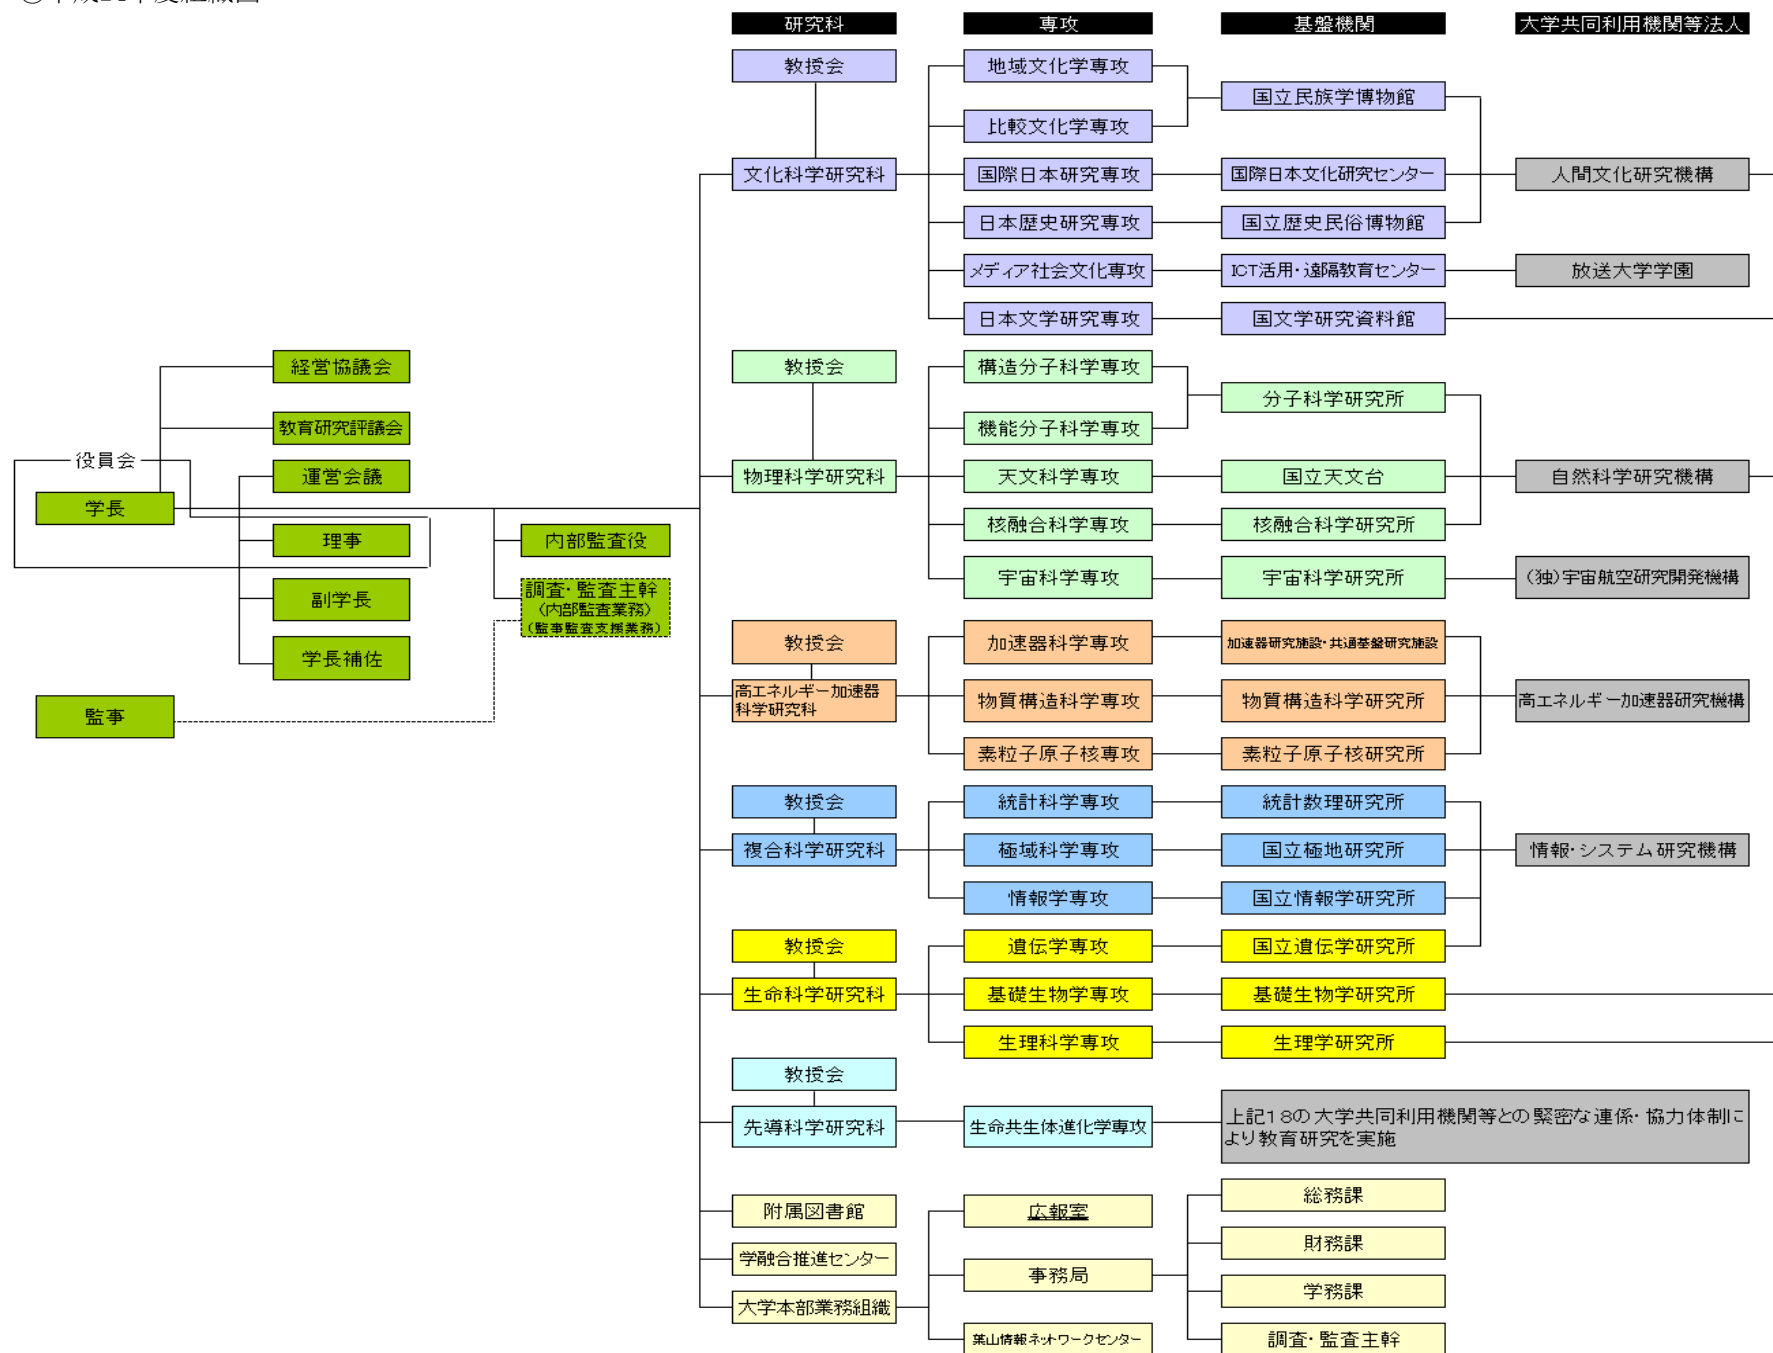 研究科
専攻
基盤機関
大学共同利用機関等法人
教授会
地域文化学専攻
国立民族学博物館
比較文化学専攻
文化科学研究科
国際日本研究専攻
国際日本文化研究センター
人間文化研究機構
日本歴史研究専攻
国立歴史民俗博物館
メディア社会文化専攻
ICT活用・遠隔教育センター
放送大学学園
日本文学研究専攻
国文学研究資料館
経営協議会
教育研究評議会
役員会
運営会議
学長
理事
副学長
学長補佐
監事
内部監査役
調査・監査主幹
(内部監査業務)
(監事監査支援業務)
教授会
構造分子科学専攻
分子科学研究所
機能分子科学専攻
物理科学研究科
天文科学専攻
国立天文台
自然科学研究機構
核融合科学専攻
核融合科学研究所
宇宙科学専攻
宇宙科学研究所
(独)宇宙航空研究開発機構
教授会
加速器科学専攻
加速器研究施設・共通基盤研究施設
高エネルギー加速器
科学研究科
物質構造科学専攻
物質構造科学研究所
高エネルギー加速器研究機構
素粒子原子核専攻
素粒子原子核研究所
教授会
統計科学専攻
統計数理研究所
複合科学研究科
極域科学専攻
国立極地研究所
情報・システム研究機構
情報学専攻
国立情報学研究所
教授会
遺伝学専攻
国立遺伝学研究所
生命科学研究科
基礎生物学専攻
基礎生物学研究所
生理科学専攻
生理学研究所
教授会
先導科学研究科
生命共生体進化学専攻
上記18の大学共同利用機関等との緊密な連係・協力体制に
より教育研究を実施
附属図書館
広報室
総務課
学融合推進センター
財務課
事務局
大学本部業務組織
学務課
葉山情報ネットワークセンター
調査・監査主幹